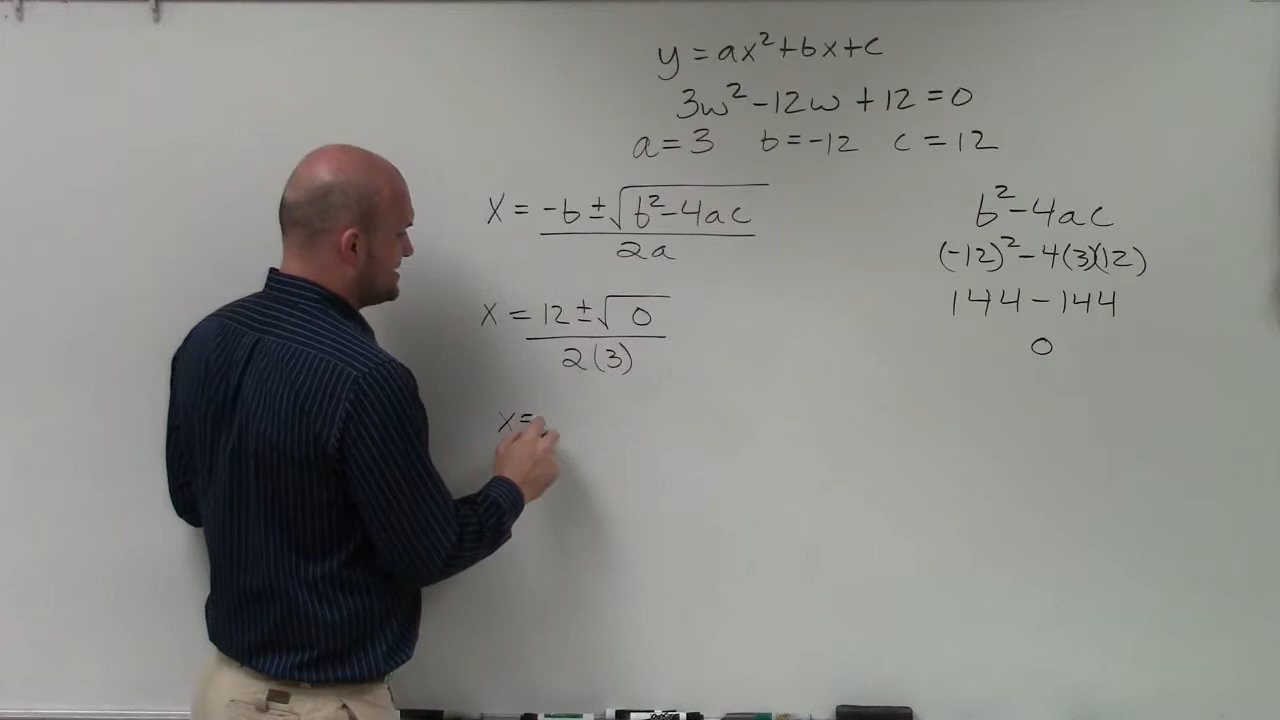 y = ax² + bx + c
3w² - 12w + 12 = 0
a = 3 b = -12 c = 12
x = -b ± √b² - 4ac / 2a
b² - 4ac
(-12)² - 4(3)(12)
x = 12 ± √0 / 2(3)
144 - 144
0
x =